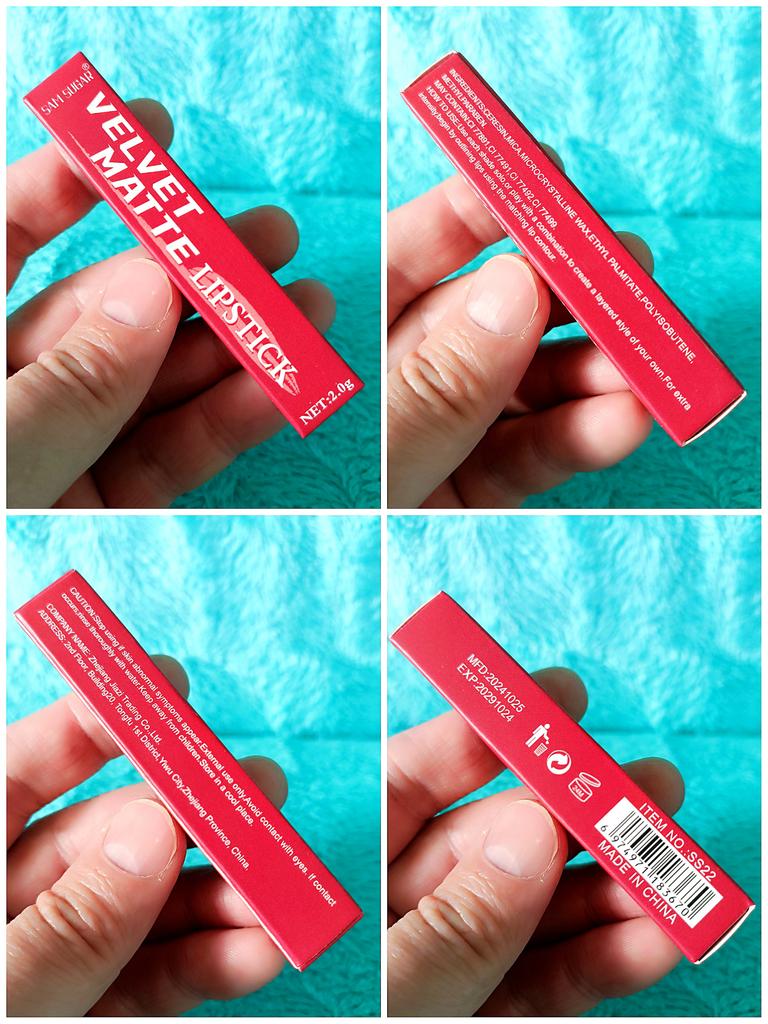 SAM SUGAR®
VELVET
MATTE LIPSTICK
NET:2.0g
INGREDIENTS:CERESIN,MICA,MICROCRYSTALLINE WAX,ETHYL PALMITATE,POLYISOBUTENE,
METHYLPARABEN.
MAY CONTAIN:CI 77891,CI 77491,CI 77492,CI 77499.
HOW TO USE:Use each shade solo,or play with a combination to create a layered style of your own.For extra
intensity,begin by outlining lips,using the matching lip contour.
CAUTION:Stop using if skin abnormal symptoms appear.External use only.Avoid contact with eyes. If contact
occurs,rinse thoroughly with water.Keep away from children.Store in a cool place.
COMPANY NAME: Zhejiang Jiazi Trading Co.,Ltd.
ADDRESS: 2nd Floor, Building20, Tongfu 1st District,Yiwu City,Zhejiang Province, China.
MFD:20241025
EXP:20291024
24M
ITEM NO.:SS22
6 974971 183670
MADE IN CHINA